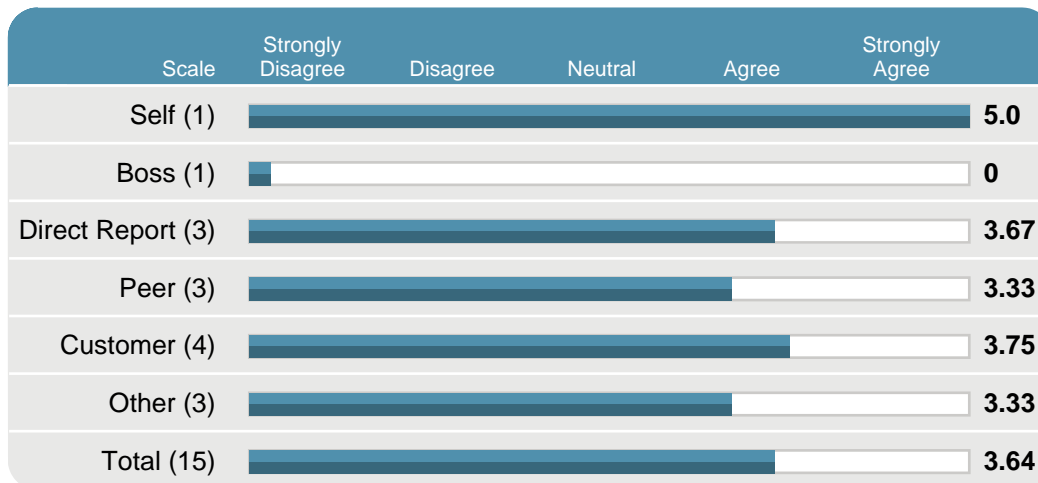 Scale Strongly Disagree Disagree Neutral Agree Strongly Agree
Self (1) 5.0
Boss (1) 0
Direct Report (3) 3.67
Peer (3) 3.33
Customer (4) 3.75
Other (3) 3.33
Total (15) 3.64